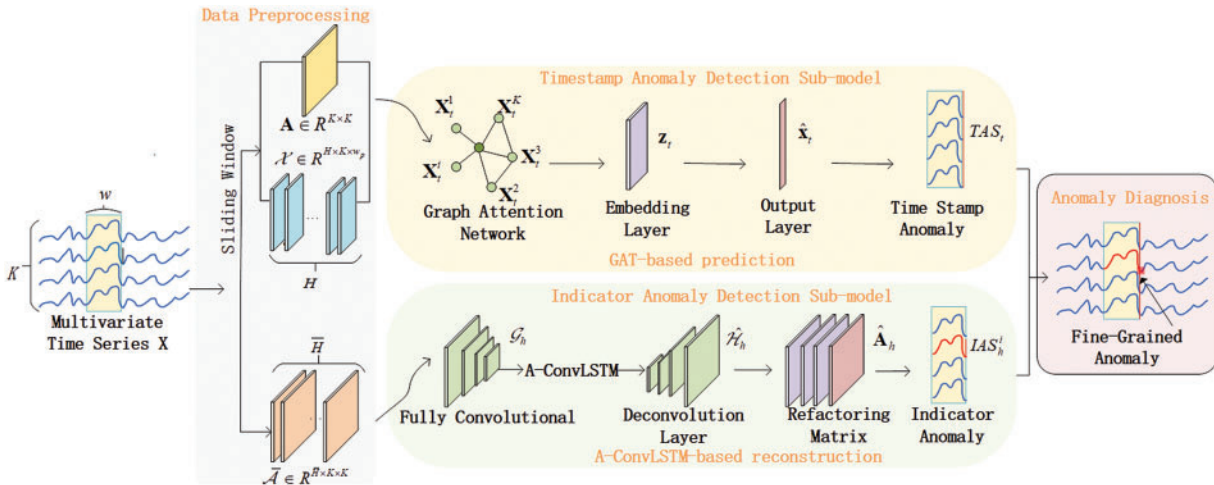 Data Preprocessing
w
K
Multivariate
Time Series X
Sliding Window
A ∈ R^{K×K}
𝒳 ∈ R^{H×K×w_p}
...
H
H̅
...
𝒜̅ ∈ R^{H̅×K×K}
Timestamp Anomaly Detection Sub-model
X_t^1
X_t^K
X_t^i
X_t^3
X_t^2
Graph Attention
Network
z_t
Embedding
Layer
x̂_t
Output
Layer
TAS_t
Time Stamp
Anomaly
GAT-based prediction
Indicator Anomaly Detection Sub-model
𝒢_h
Fully Convolutional
A-ConvLSTM
ℋ̂_h
Deconvolution
Layer
Â_h
Refactoring
Matrix
IAS_h^i
Indicator
Anomaly
A-ConvLSTM-based reconstruction
Anomaly Diagnosis
Fine-Grained
Anomaly